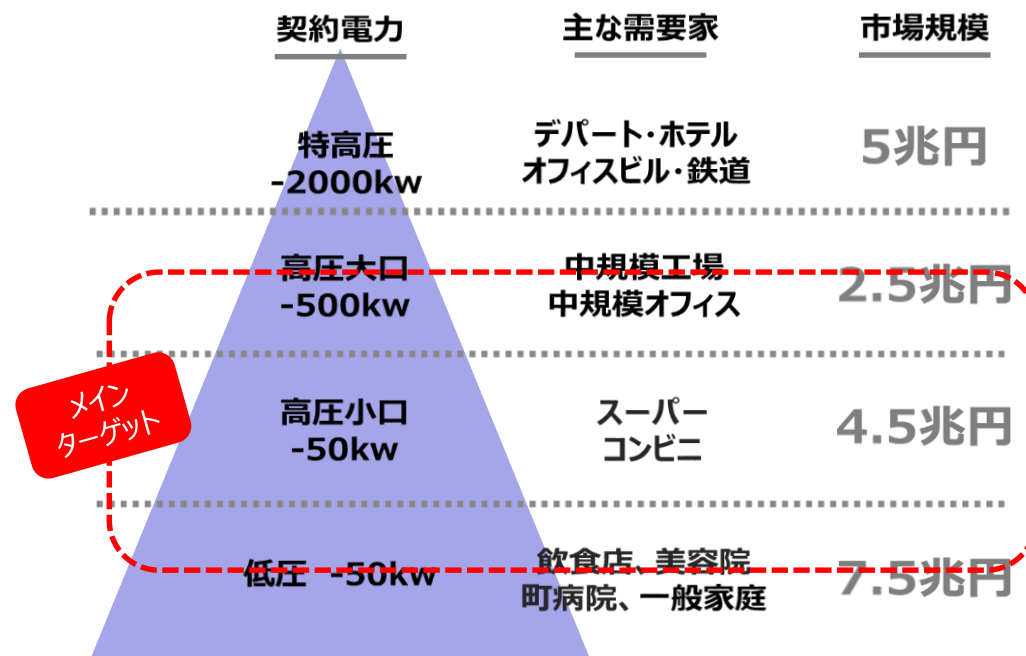 契約電力
主な需要家
市場規模
特高圧
-2000kw
デパート・ホテル
オフィスビル・鉄道
5兆円
高圧大口
-500kw
中規模工場
中規模オフィス
2.5兆円
メイン
ターゲット
高圧小口
-50kw
スーパー
コンビニ
4.5兆円
低圧 -50kw
飲食店、美容院
町病院、一般家庭
7.5兆円